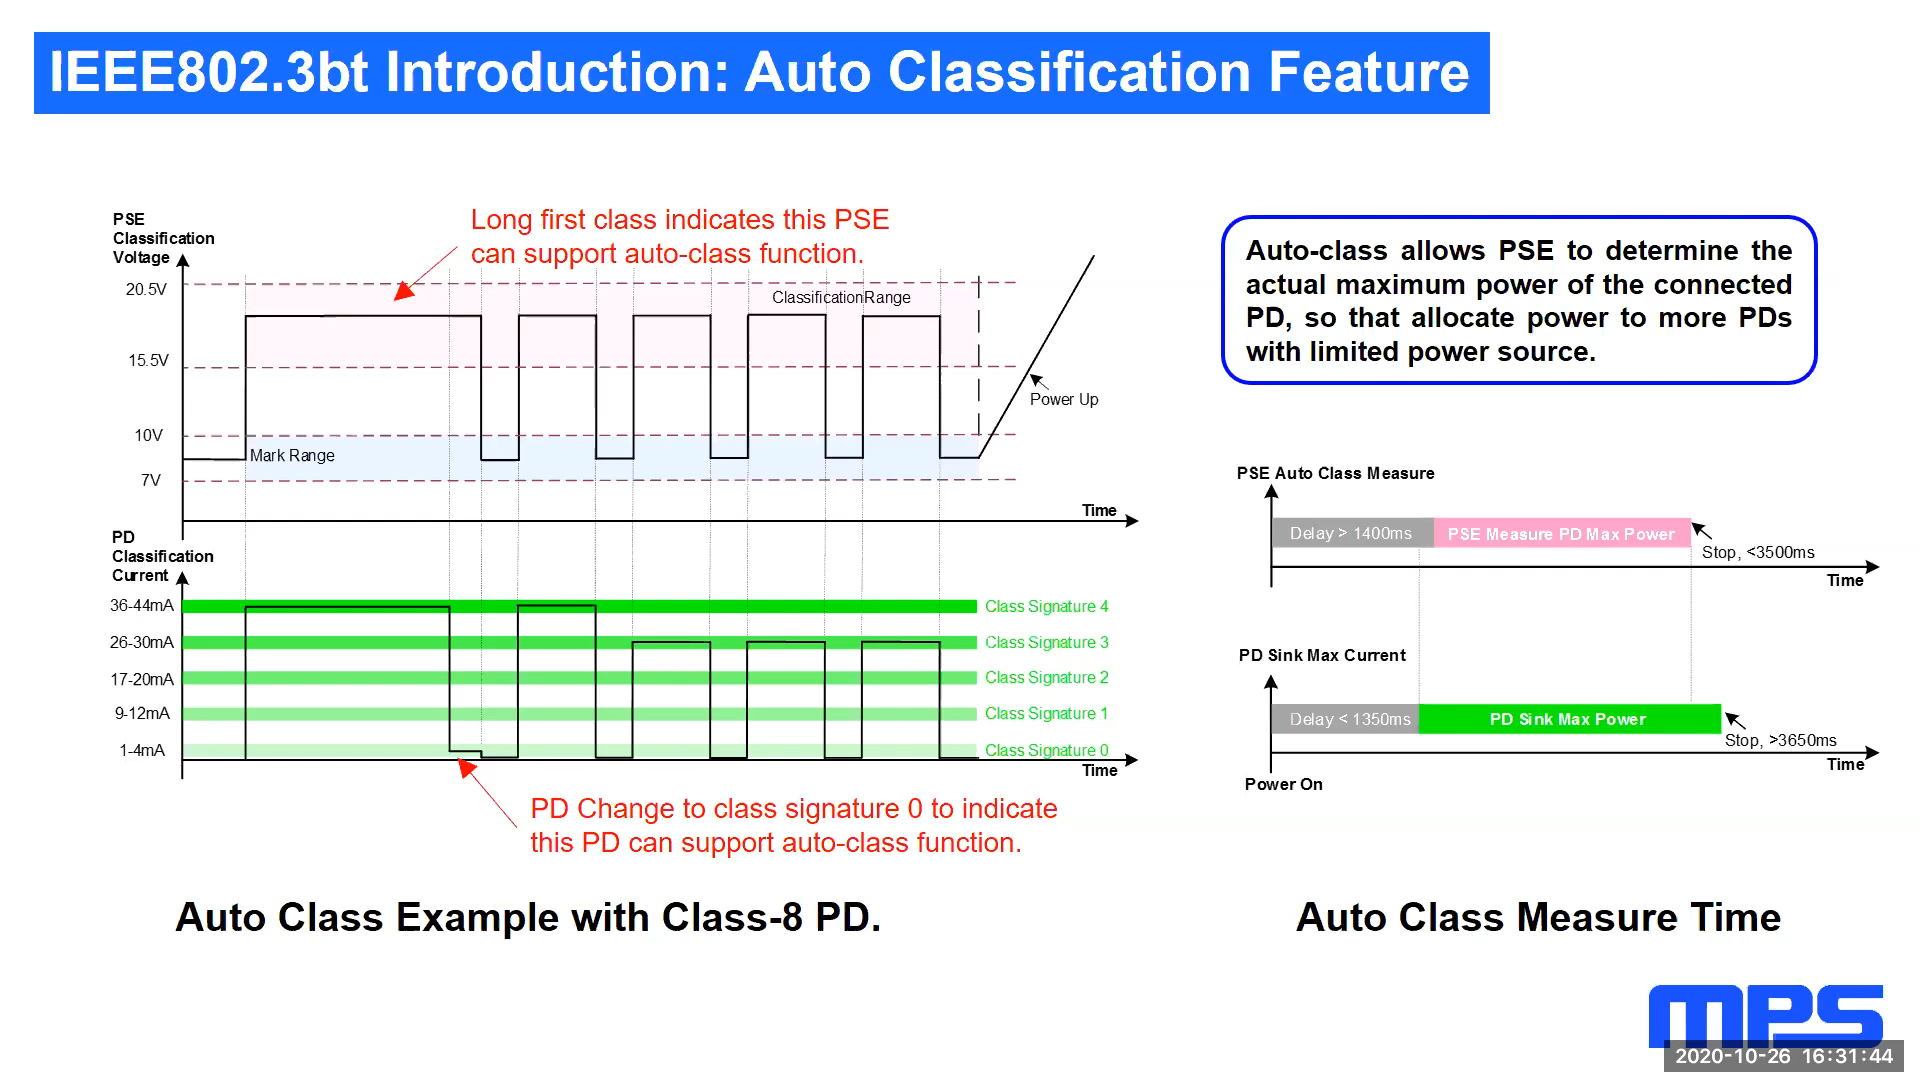 IEEE802.3bt Introduction: Auto Classification Feature
PSE
Classification
Voltage
Long first class indicates this PSE
can support auto-class function.
20.5V
Classification Range
15.5V
Power Up
10V
Mark Range
7V
Time
PD
Classification
Current
36-44mA
Class Signature 4
26-30mA
Class Signature 3
17-20mA
Class Signature 2
9-12mA
Class Signature 1
1-4mA
Class Signature 0
Time
PD Change to class signature 0 to indicate
this PD can support auto-class function.
Auto Class Example with Class-8 PD.
Auto-class allows PSE to determine the
actual maximum power of the connected
PD, so that allocate power to more PDs
with limited power source.
PSE Auto Class Measure
Delay > 1400ms
PSE Measure PD Max Power
Stop, <3500ms
Time
PD Sink Max Current
Delay < 1350ms
PD Sink Max Power
Stop, >3650ms
Time
Power On
Auto Class Measure Time
mPS
2020-10-26 16:31:44